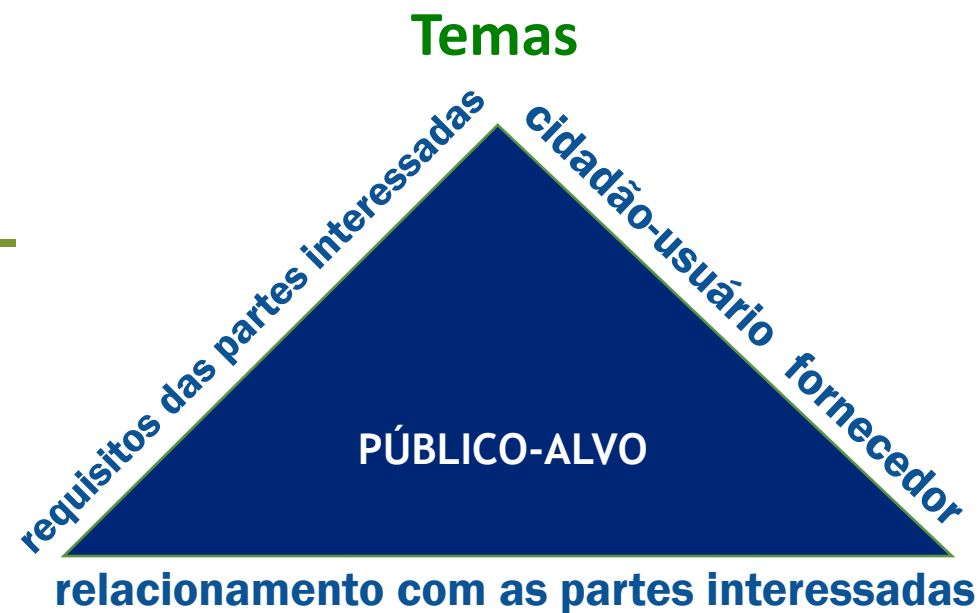 Temas
requisitos das partes interessadas
cidadão-usuário fornecedor
PÚBLICO-ALVO
relacionamento com as partes interessadas